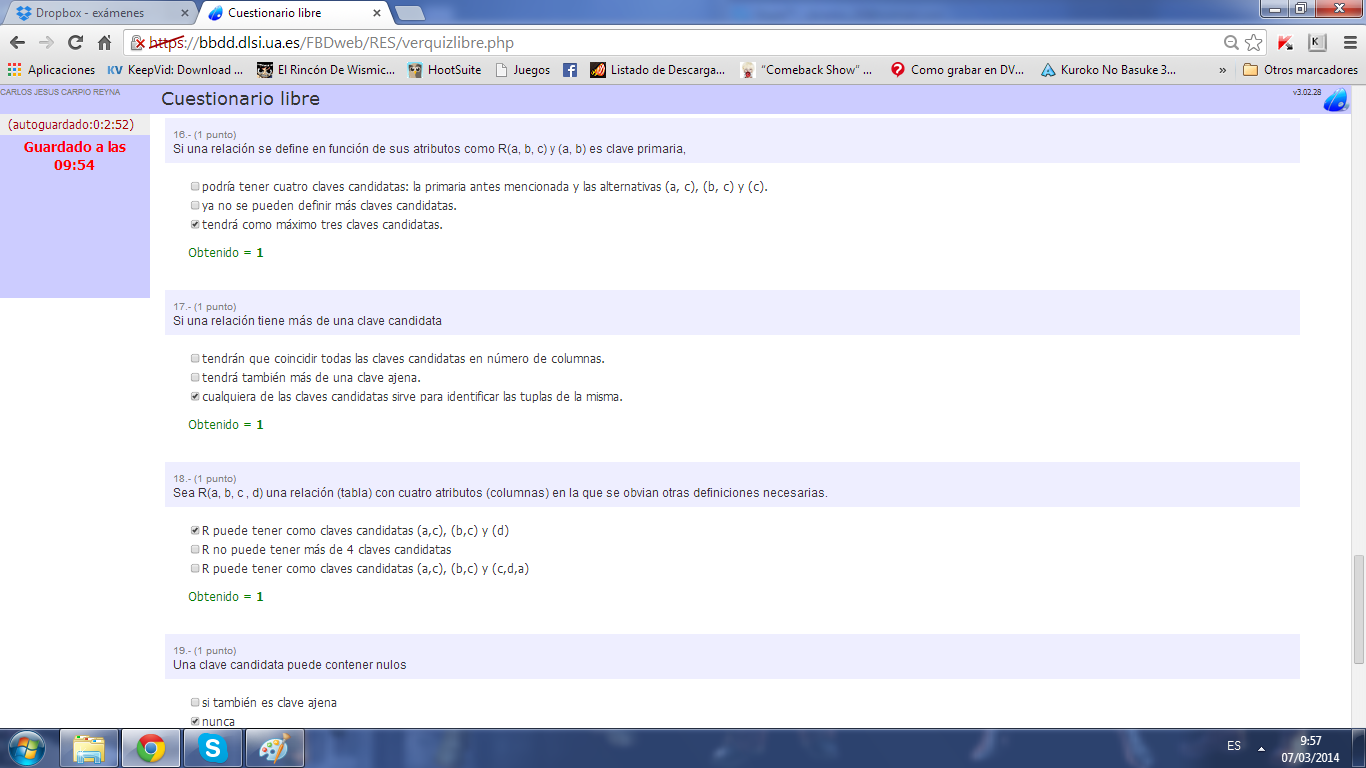 Dropbox - exámenes
Cuestionario libre
https://bbdd.dlsi.ua.es/FBDweb/RES/verquizlibre.php
Aplicaciones
KV KeepVid: Download ...
El Rincón De Wismic...
HootSuite
Juegos
Listado de Descarga...
"Comeback Show" ...
Como grabar en DV...
Kuroko No Basuke 3...
»
Otros marcadores
CARLOS JESUS CARPIO REYNA
Cuestionario libre
v3.02.28
(autoguardado:0:2:52)
Guardado a las
09:54
16.- (1 punto)
Si una relación se define en función de sus atributos como R(a, b, c) y (a, b) es clave primaria,
podría tener cuatro claves candidatas: la primaria antes mencionada y las alternativas (a, c), (b, c) y (c).
ya no se pueden definir más claves candidatas.
tendrá como máximo tres claves candidatas.
Obtenido = 1
17.- (1 punto)
Si una relación tiene más de una clave candidata
tendrán que coincidir todas las claves candidatas en número de columnas.
tendrá también más de una clave ajena.
cualquiera de las claves candidatas sirve para identificar las tuplas de la misma.
Obtenido = 1
18.- (1 punto)
Sea R(a, b, c , d) una relación (tabla) con cuatro atributos (columnas) en la que se obvian otras definiciones necesarias.
R puede tener como claves candidatas (a,c), (b,c) y (d)
R no puede tener más de 4 claves candidatas
R puede tener como claves candidatas (a,c), (b,c) y (c,d,a)
Obtenido = 1
19.- (1 punto)
Una clave candidata puede contener nulos
si también es clave ajena
nunca
ES
9:57
07/03/2014